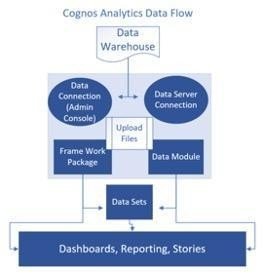 Cognos Analytics Data Flow
Data
Warehouse
Data
Connection
(Admin
Console)
Data Server
Connection
Upload
Files
Frame Work
Package
Data Module
Data Sets
Dashboards, Reporting, Stories